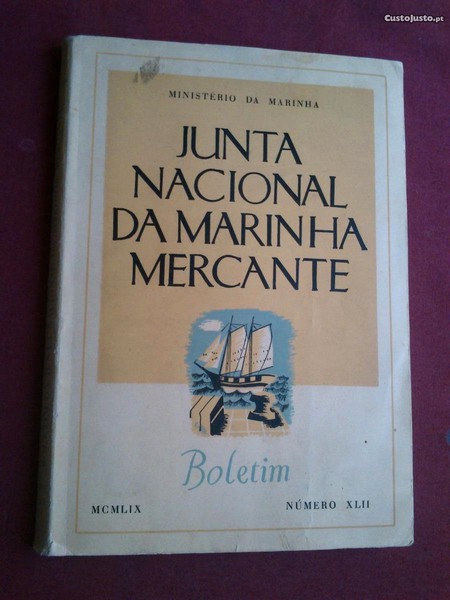 CustoJusto.pt
MINISTÉRIO DA MARINHA
JUNTA
NACIONAL
DA MARINHA
MERCANTE
Boletim
MCMLIX
NÚMERO XLII